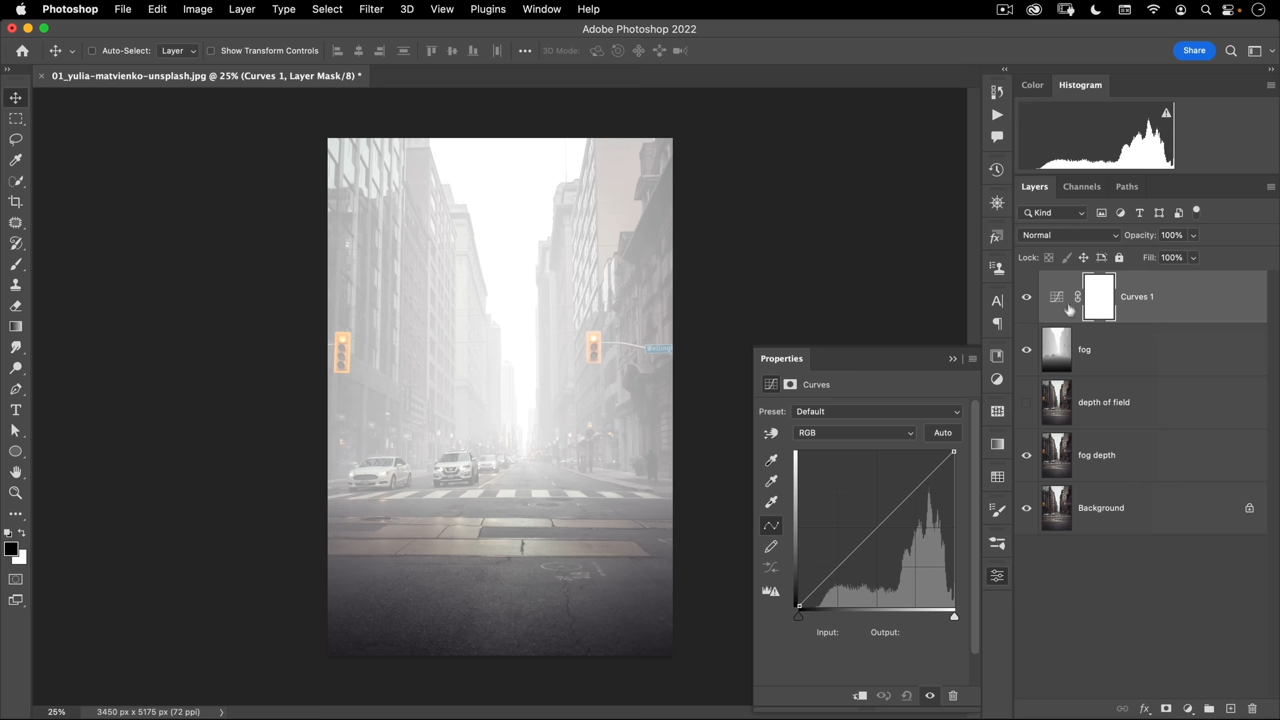 Photoshop File Edit Image Layer Type Select Filter 3D View Plugins Window Help
Adobe Photoshop 2022
Auto-Select: Layer Show Transform Controls 3D Mode: Share
01_yulia-matvienko-unsplash.jpg @ 25% (Curves 1, Layer Mask/8) *
Color Histogram
Layers Channels Paths
Kind
Normal Opacity: 100%
Lock: Fill: 100%
Curves 1
fog
depth of field
fog depth
Background
Properties
Curves
Preset: Default
RGB Auto
Input: Output:
25% 3450 px x 5175 px (72 ppi)